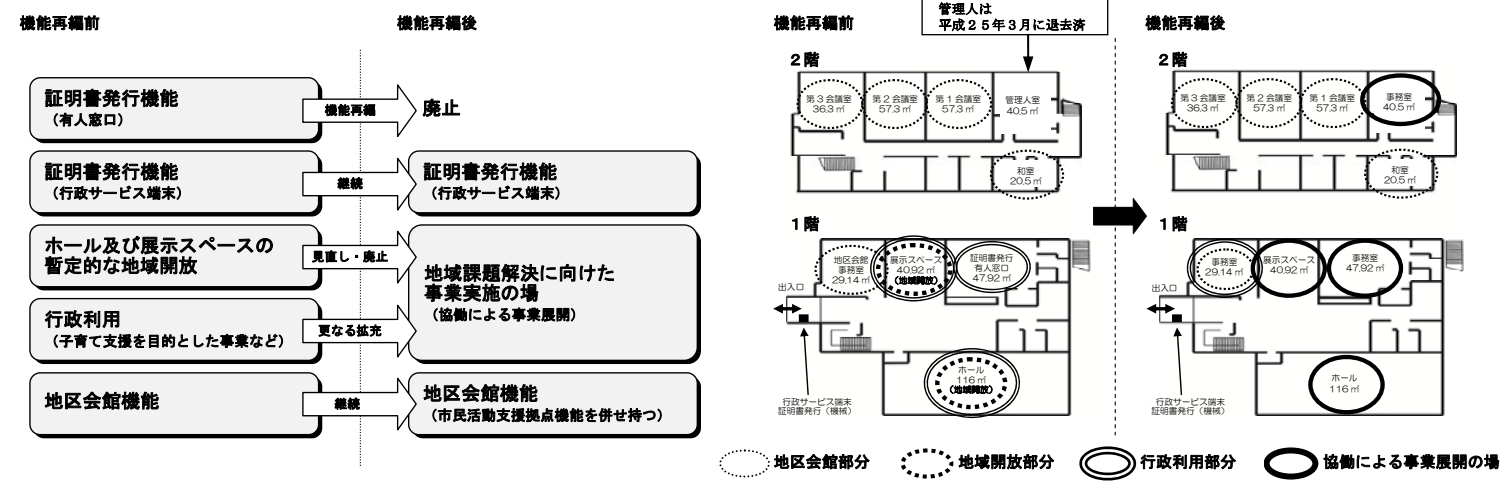 機能再編前
機能再編後
証明書発行機能
（有人窓口）
機能再編
廃止
証明書発行機能
（行政サービス端末）
継続
証明書発行機能
（行政サービス端末）
ホール及び展示スペースの
暫定的な地域開放
見直し・廃止
地域課題解決に向けた
事業実施の場
（協働による事業展開）
行政利用
（子育て支援を目的とした事業など）
更なる拡充
地区会館機能
継続
地区会館機能
（市民活動支援拠点機能を併せ持つ）
機能再編前
管理人は
平成２５年３月に退去済
２階
第３会議室
36.3㎡
第２会議室
57.3㎡
第１会議室
57.3㎡
管理人室
40.5㎡
和室
20.5㎡
１階
地区会館
事務室
29.14㎡
展示スペース
40.92㎡
（地域開放）
証明書発行
有人窓口
47.92㎡
出入口
ホール
116㎡
（地域開放）
行政サービス端末
証明書発行（機械）
機能再編後
２階
第３会議室
36.3㎡
第２会議室
57.3㎡
第１会議室
57.3㎡
事務室
40.5㎡
和室
20.5㎡
１階
事務室
29.14㎡
展示スペース
40.92㎡
事務室
47.92㎡
出入口
ホール
116㎡
行政サービス端末
証明書発行（機械）
地区会館部分
地域開放部分
行政利用部分
協働による事業展開の場